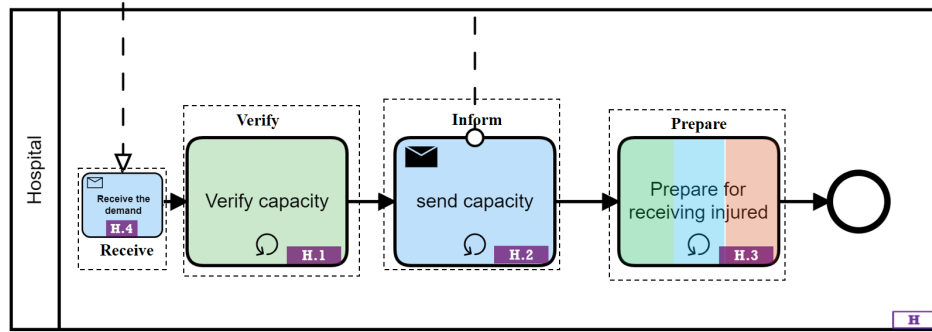 Hospital
Verify
Inform
Prepare
Receive the
demand
H.4
Receive
Verify capacity
H.1
send capacity
H.2
Prepare for
receiving injured
H.3
H